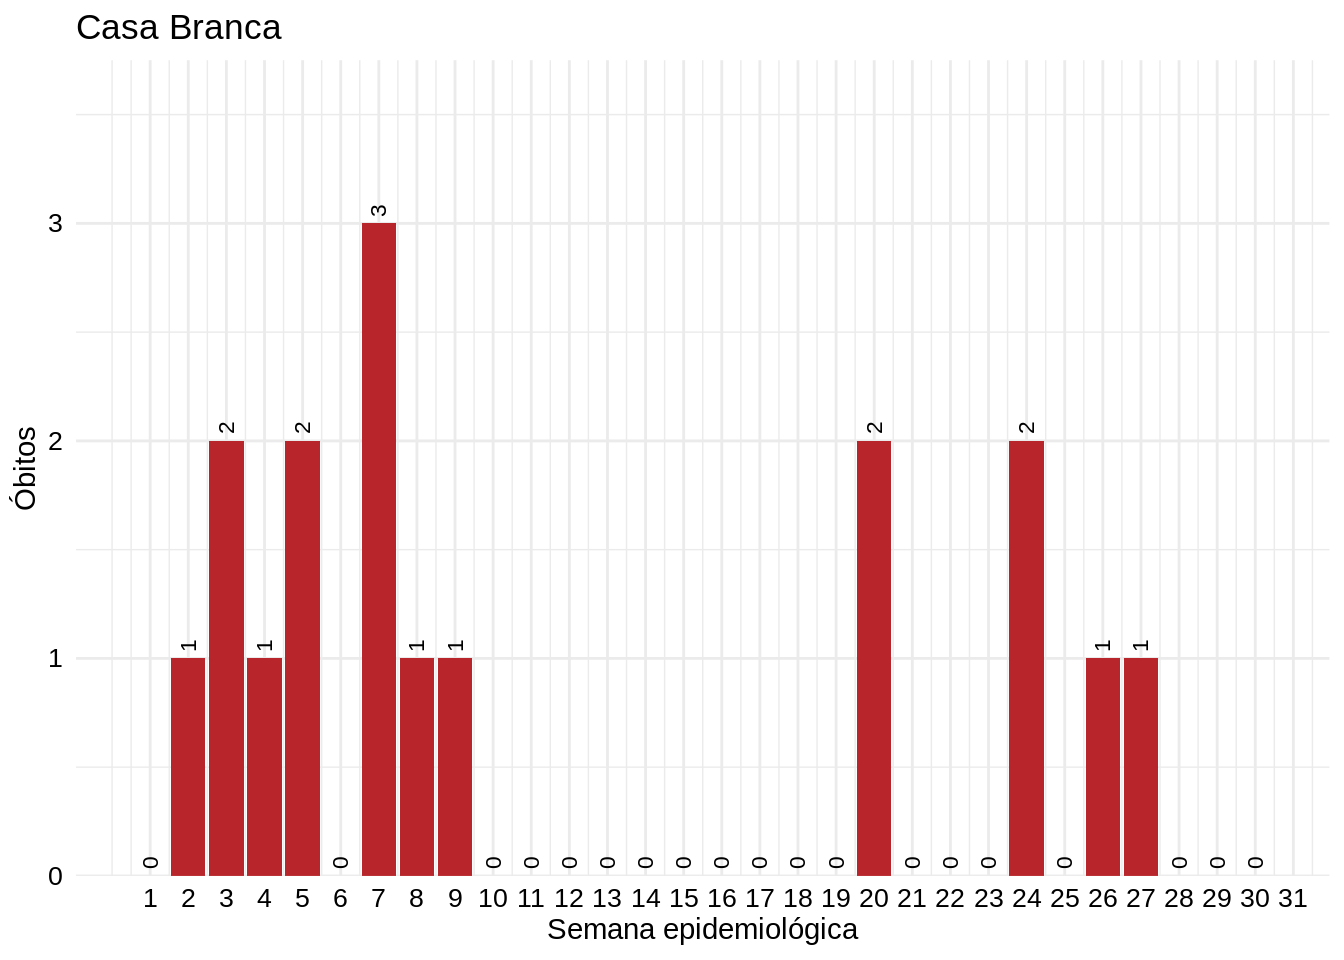 Casa Branca
Óbitos
3
2
1
0
0 1 2 1 2 0 3 1 1 0 0 0 0 0 0 0 0 0 0 2 0 0 0 2 0 1 1 0 0 0
1 2 3 4 5 6 7 8 9 10 11 12 13 14 15 16 17 18 19 20 21 22 23 24 25 26 27 28 29 30 31
Semana epidemiológica